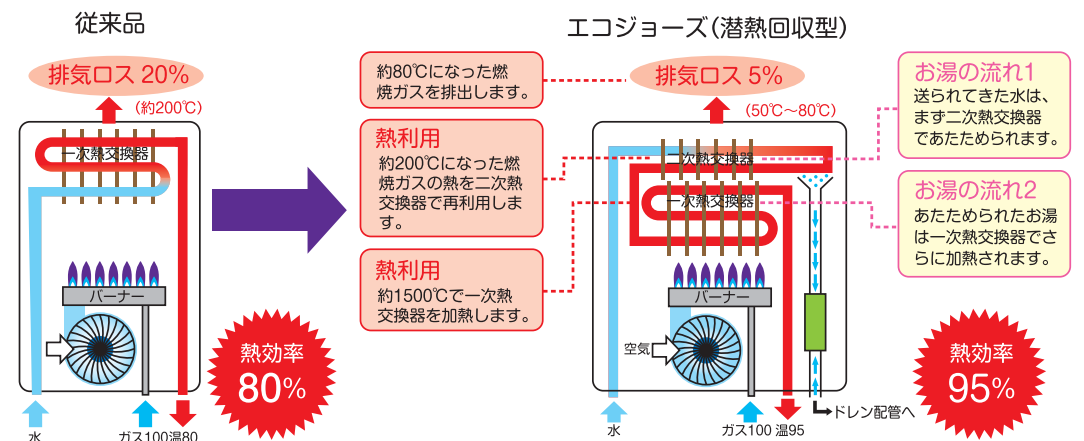 従来品
排気ロス 20%
(約200℃)
一次熱交換器
バーナー
水
ガス100
温80
熱効率
80%
エコジョーズ(潜熱回収型)
約80℃になった燃
焼ガスを排出します。
熱利用
約200℃になった燃
焼ガスの熱を二次熱
交換器で再利用しま
す。
熱利用
約1500℃で一次熱
交換器を加熱します。
排気ロス 5%
(50℃～80℃)
二次熱交換器
一次熱交換器
バーナー
空気
水
ガス100
温95
ドレン配管へ
お湯の流れ1
送られてきた水は、
まず二次熱交換器
であたためられます。
お湯の流れ2
あたためられたお湯
は一次熱交換器でさ
らに加熱されます。
熱効率
95%